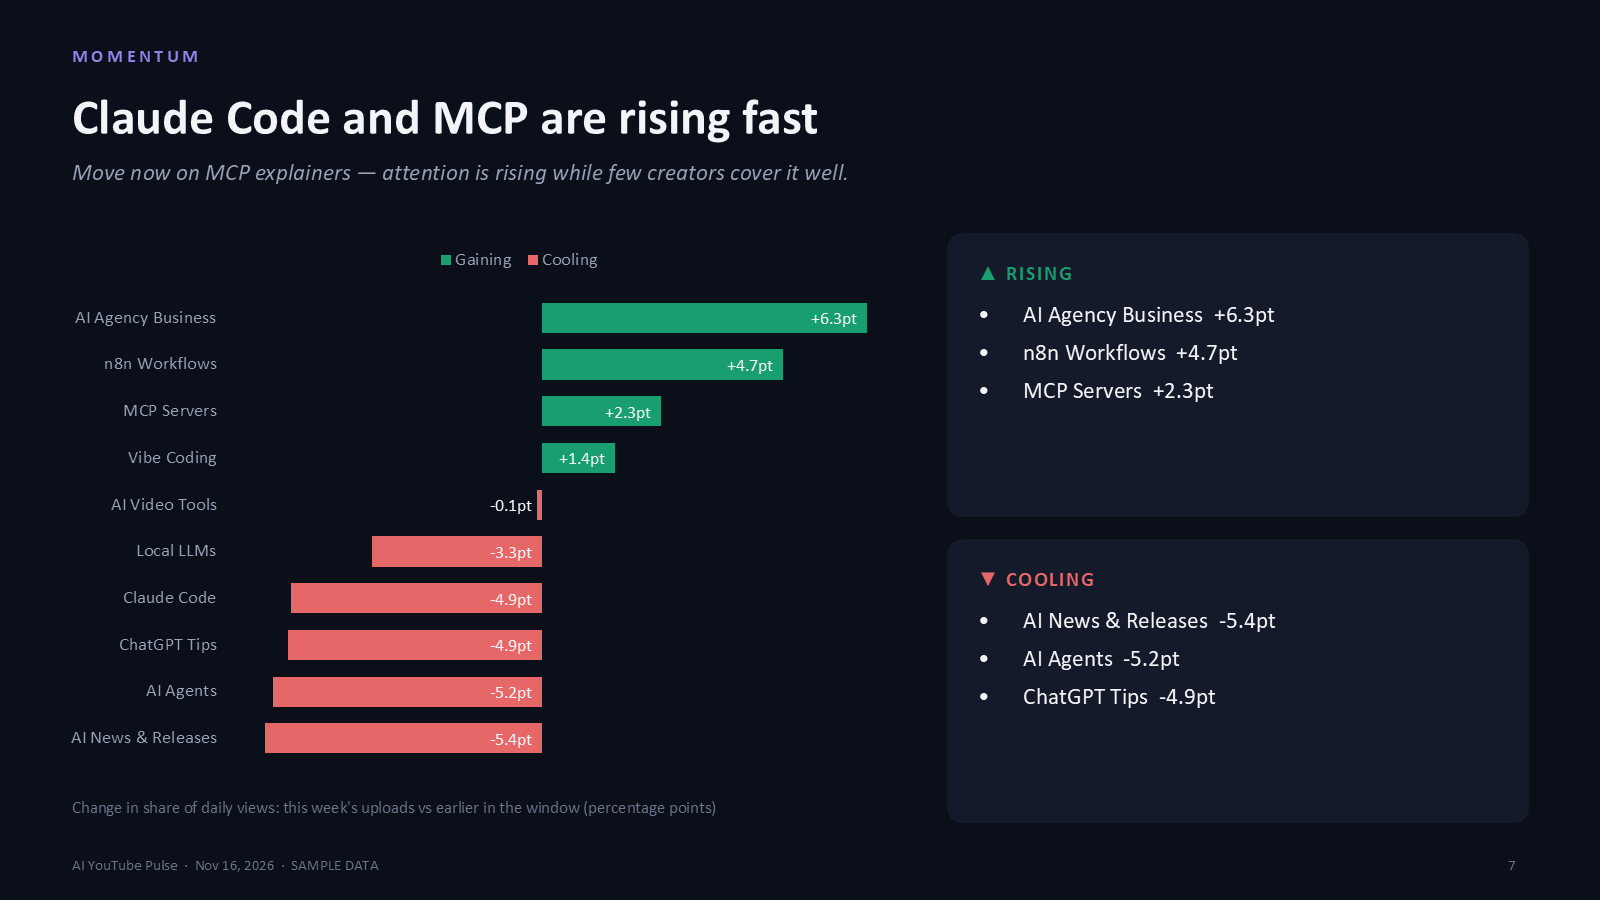 MOMENTUM
Claude Code and MCP are rising fast
Move now on MCP explainers — attention is rising while few creators cover it well.
Gaining Cooling
AI Agency Business +6.3pt
n8n Workflows +4.7pt
MCP Servers +2.3pt
Vibe Coding +1.4pt
AI Video Tools -0.1pt
Local LLMs -3.3pt
Claude Code -4.9pt
ChatGPT Tips -4.9pt
AI Agents -5.2pt
AI News & Releases -5.4pt
Change in share of daily views: this week's uploads vs earlier in the window (percentage points)
▲ RISING
• AI Agency Business +6.3pt
• n8n Workflows +4.7pt
• MCP Servers +2.3pt
▼ COOLING
• AI News & Releases -5.4pt
• AI Agents -5.2pt
• ChatGPT Tips -4.9pt
AI YouTube Pulse · Nov 16, 2026 · SAMPLE DATA
7